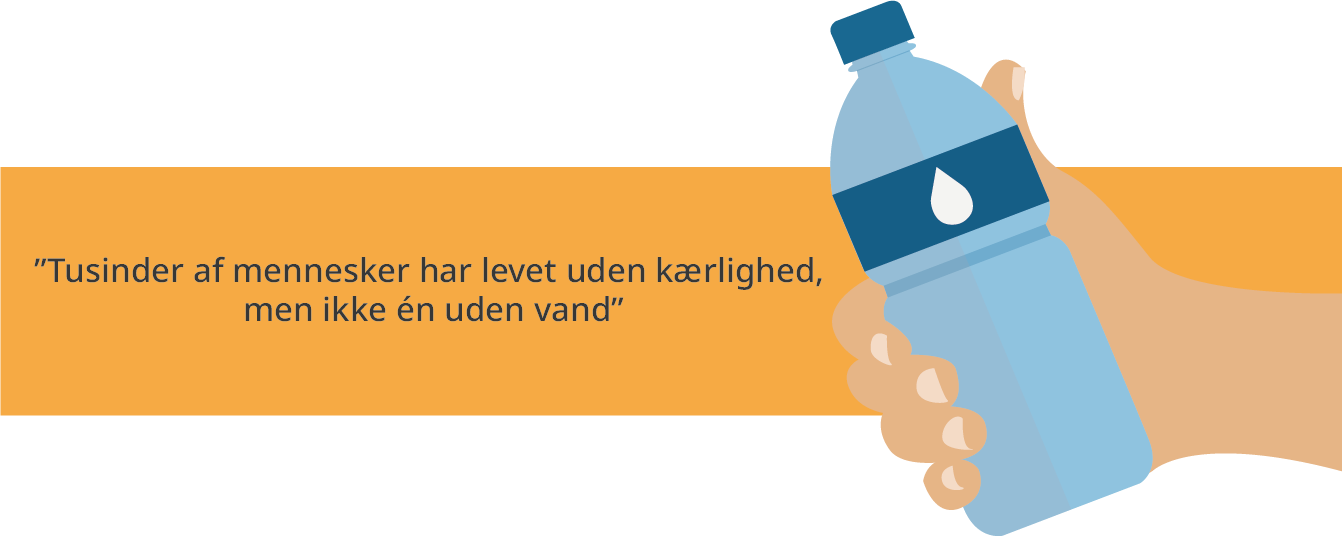 ”Tusinder af mennesker har levet uden kærlighed,
men ikke én uden vand”